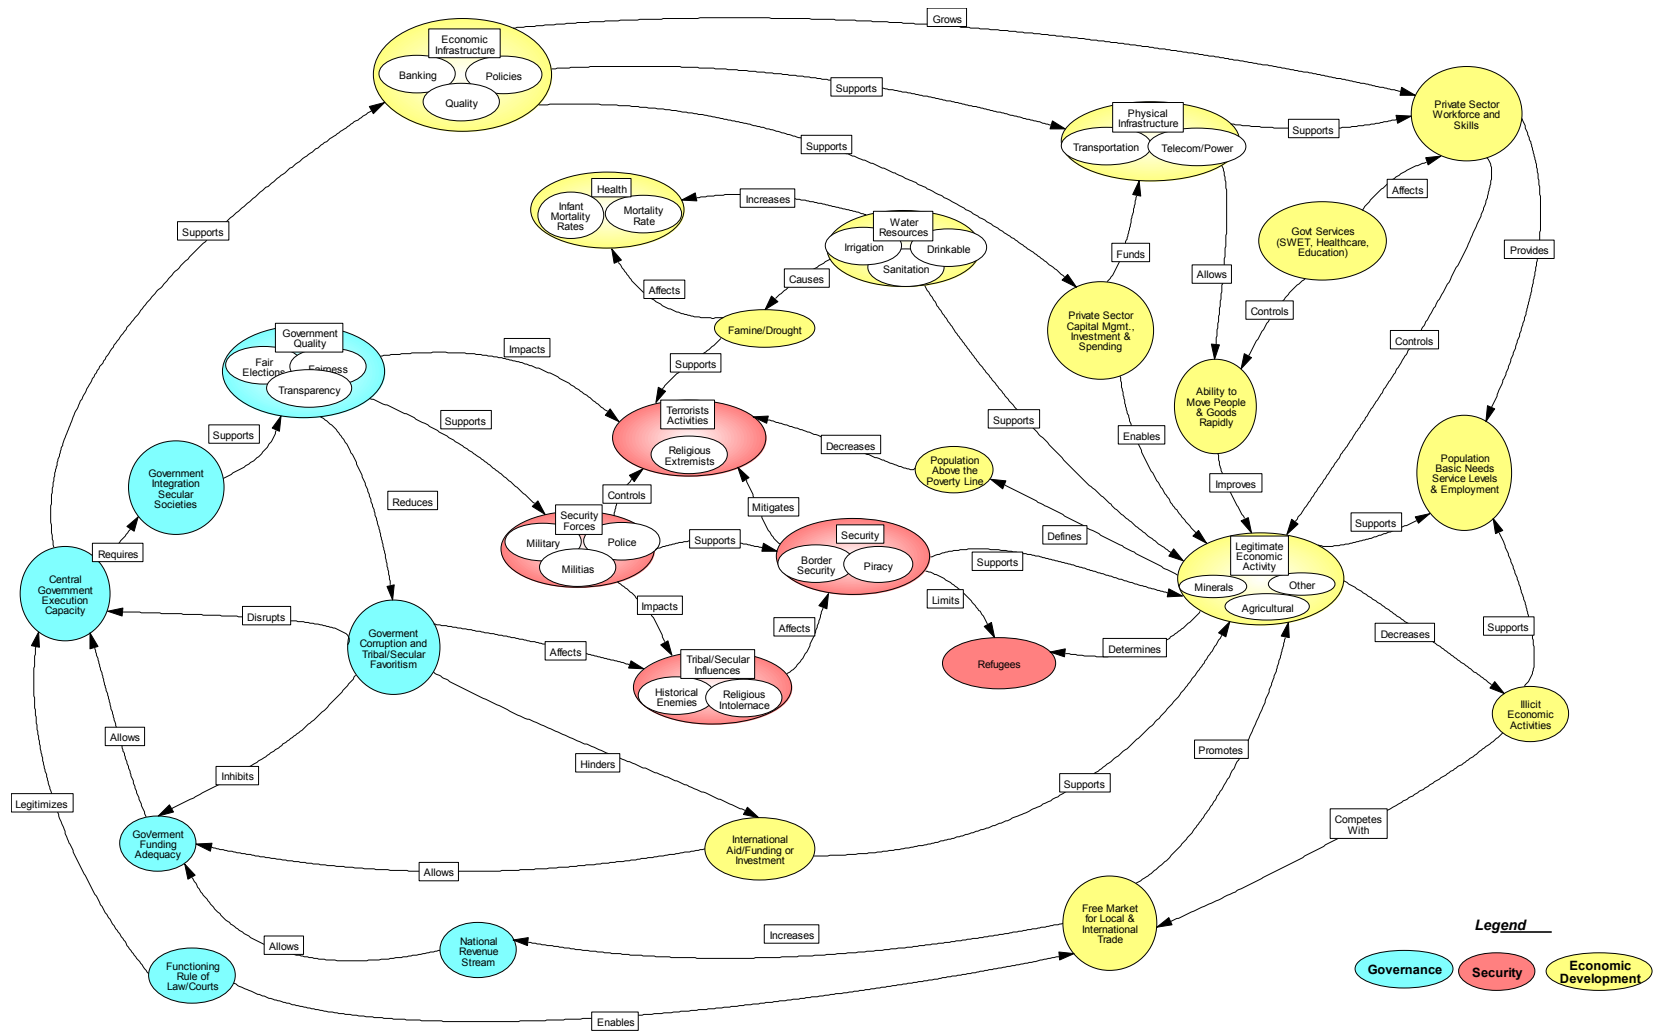 Grows
Economic
Infrastructure
Banking
Policies
Quality
Supports
Private Sector
Workforce and
Skills
Physical
Infrastructure
Transportation
Telecom/Power
Supports
Supports
Health
Infant
Mortality
Rates
Mortality
Rate
Increases
Water
Resources
Irrigation
Drinkable
Sanitation
Affects
Govt Services
(SWET, Healthcare,
Education)
Supports
Funds
Provides
Causes
Affects
Allows
Controls
Private Sector
Capital Mgmt.,
Investment &
Spending
Famine/Drought
Government
Quality
Fair
Elections
Fairness
Transparency
Impacts
Supports
Controls
Ability to
Move People
& Goods
Rapidly
Terrorists
Activities
Religious
Extremists
Supports
Supports
Supports
Enables
Decreases
Population
Above the
Poverty Line
Population
Basic Needs
Service Levels
& Employment
Government
Integration
Secular
Societies
Reduces
Controls
Mitigates
Improves
Security
Forces
Military
Police
Militias
Supports
Security
Border
Security
Piracy
Defines
Supports
Supports
Legitimate
Economic
Activity
Minerals
Other
Agricultural
Requires
Central
Government
Execution
Capacity
Disrupts
Goverment
Corruption and
Tribal/Secular
Favoritism
Impacts
Limits
Affects
Affects
Decreases
Supports
Tribal/Secular
Influences
Historical
Enemies
Religious
Intolernace
Refugees
Determines
Illicit
Economic
Activities
Allows
Inhibits
Hinders
Promotes
Supports
Legitimizes
Competes
With
Gov/erment
Funding
Adequacy
International
Aid/Funding or
Investment
Allows
Free Market
for Local &
International
Trade
Increases
Allows
National
Revenue
Stream
Functioning
Rule of
Law/Courts
Enables
Legend
Governance
Security
Economic
Development